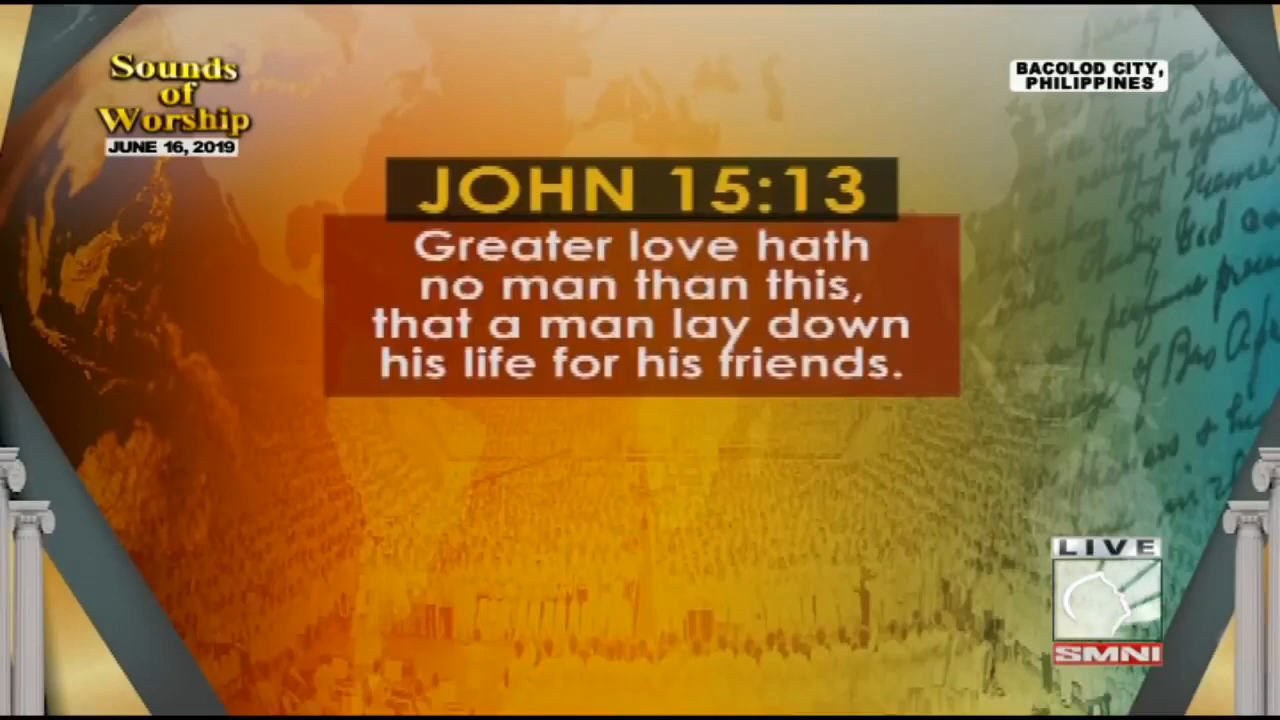 Sounds
of
Worship
JUNE 16, 2019
BACOLOD CITY,
PHILIPPINES
JOHN 15:13
Greater love hath
no man than this,
that a man lay down
his life for his friends.
LIVE
SMNI